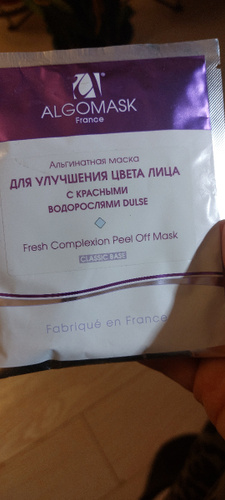 ALGOMASK
France
Альгинатная маска
ДЛЯ УЛУЧШЕНИЯ ЦВЕТА ЛИЦА
С КРАСНЫМИ
ВОДОРОСЛЯМИ DULSE
Fresh Complexion Peel Off Mask
CLASSIC BASE
Fabriqué en France